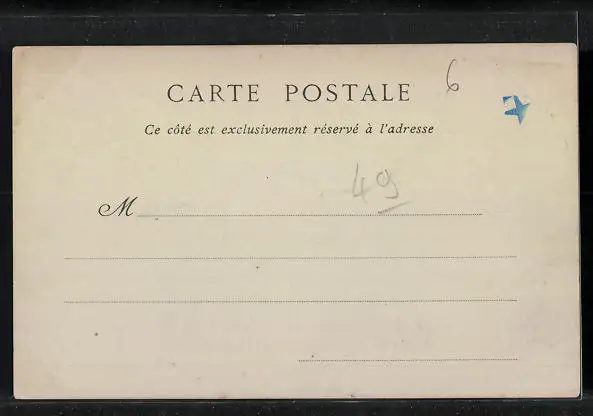 CARTE POSTALE
6
Ce côté est exclusivement réservé à l'adresse
49
M